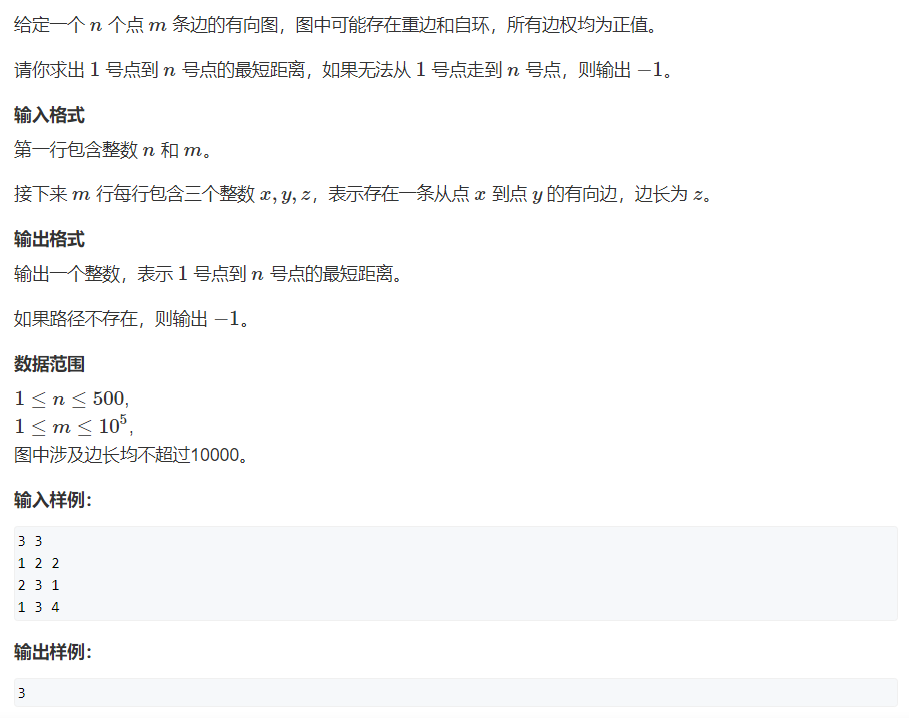 给定一个 n 个点 m 条边的有向图，图中可能存在重边和自环，所有边权均为正值。
请你求出 1 号点到 n 号点的最短距离，如果无法从 1 号点走到 n 号点，则输出 −1。
输入格式
第一行包含整数 n 和 m。
接下来 m 行每行包含三个整数 x, y, z，表示存在一条从点 x 到点 y 的有向边，边长为 z。
输出格式
输出一个整数，表示 1 号点到 n 号点的最短距离。
如果路径不存在，则输出 −1。
数据范围
1 ≤ n ≤ 500,
1 ≤ m ≤ 10⁵,
图中涉及边长均不超过10000。
输入样例：
3 3
1 2 2
2 3 1
1 3 4
输出样例：
3